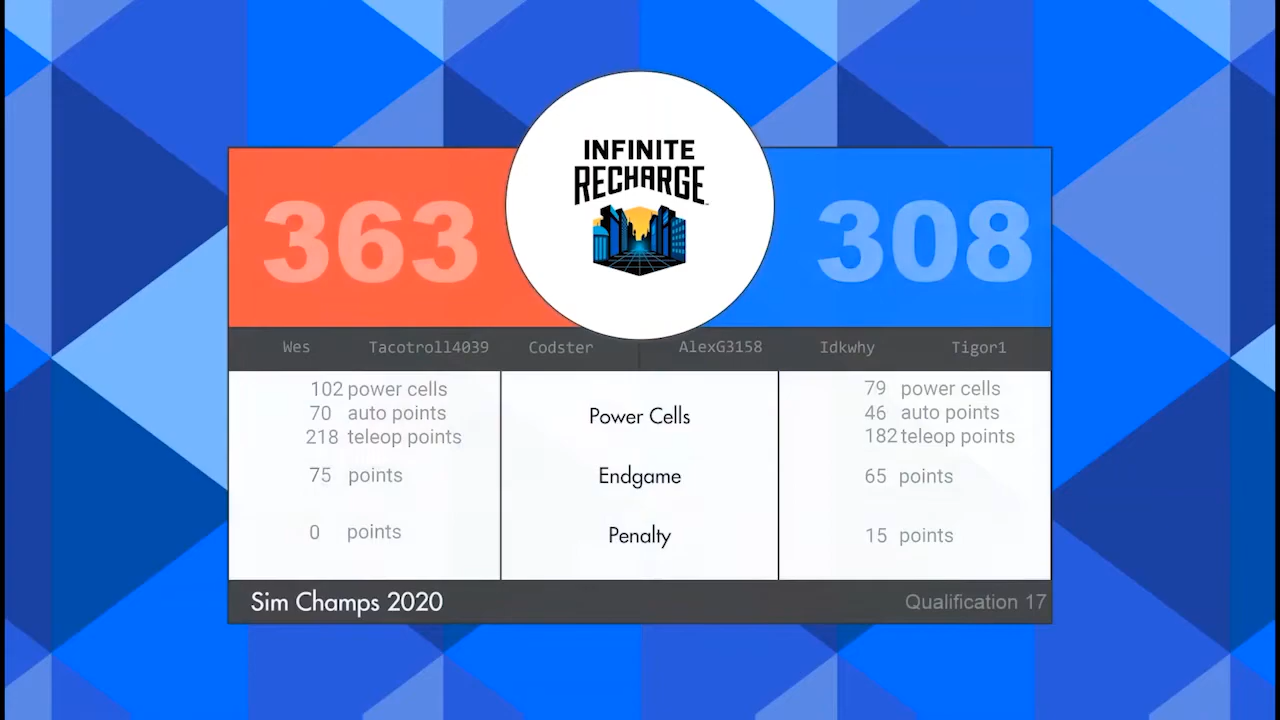 INFINITE
RECHARGE
363
308
Wes Tacotroll4039 Codster AlexG3158 Idkwhy Tigor1
102 power cells
70 auto points
218 teleop points
Power Cells
79 power cells
46 auto points
182 teleop points
75 points
Endgame
65 points
0 points
Penalty
15 points
Sim Champs 2020
Qualification 17